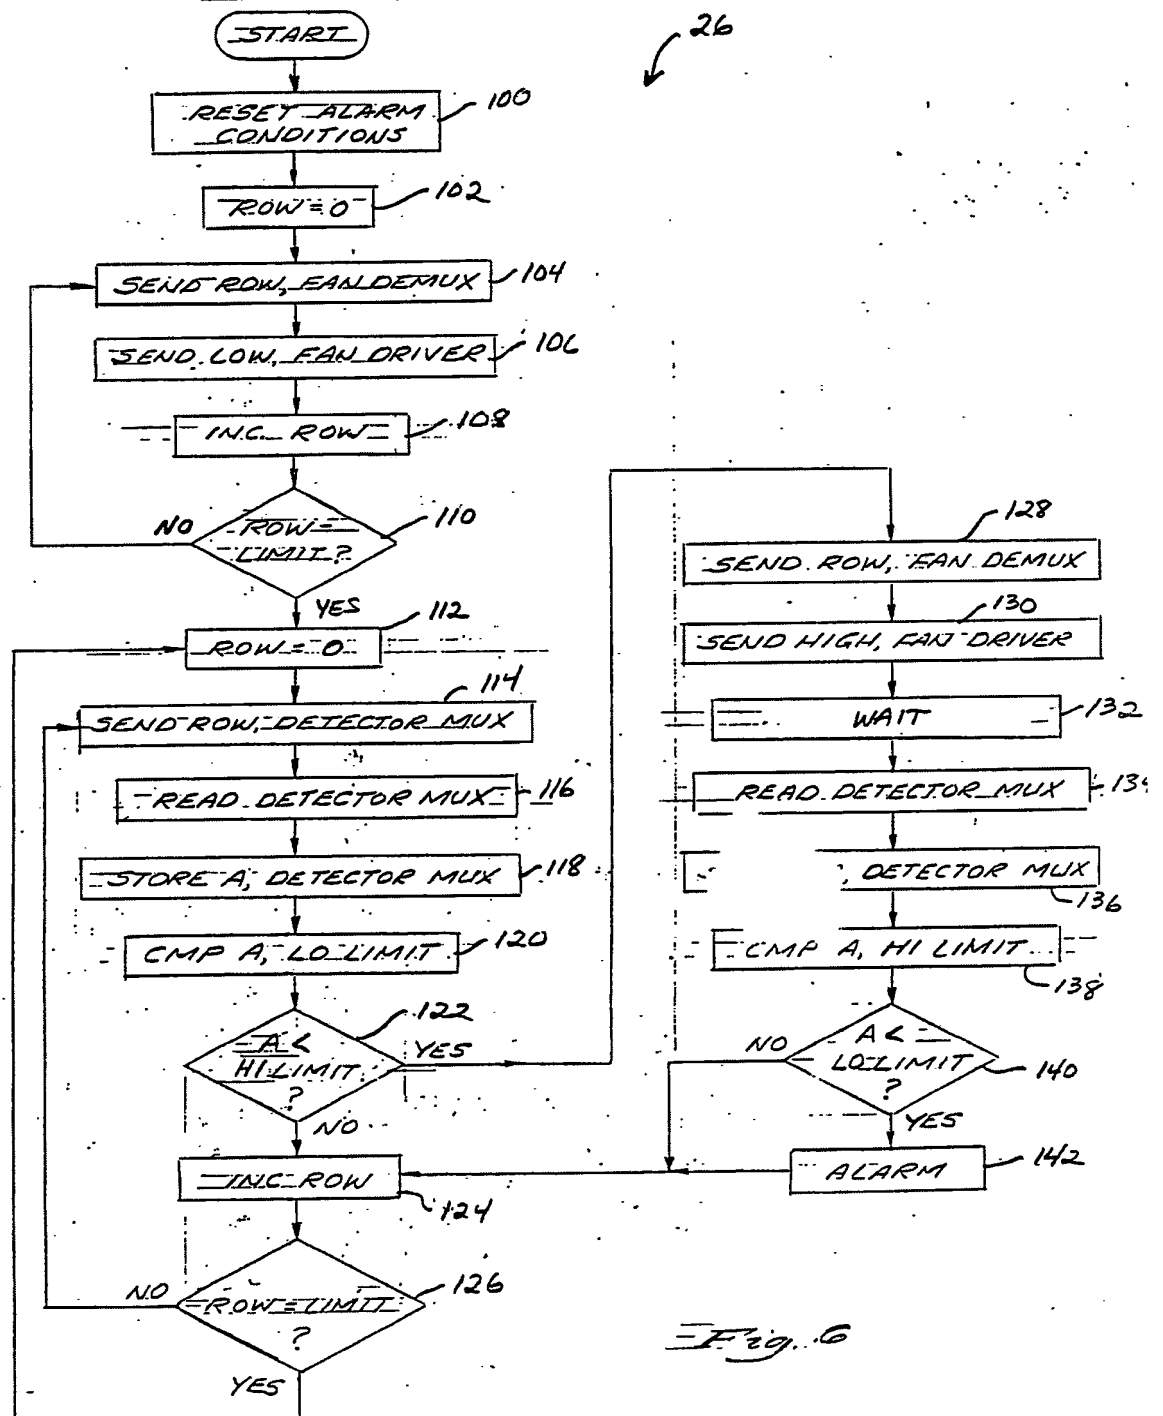 START
26
RESET ALARM
CONDITIONS
100
ROW = 0
102
SEND ROW, FAN DEMUX
104
SEND LOW, FAN DRIVER
106
INC ROW
108
ROW =
LIMIT?
110
NO
YES
ROW = 0
112
SEND ROW, DETECTOR MUX
114
READ DETECTOR MUX
116
STORE A, DETECTOR MUX
118
CMP A, LO LIMIT
120
A <
HI LIMIT
?
122
YES
NO
INC ROW
124
ROW = LIMIT
?
126
NO
YES
SEND ROW, FAN DEMUX
128
SEND HIGH, FAN DRIVER
130
WAIT
132
READ DETECTOR MUX
, DETECTOR MUX
136
CMP A, HI LIMIT
138
A <
LO LIMIT
?
140
NO
YES
ALARM
142
Fig. 6